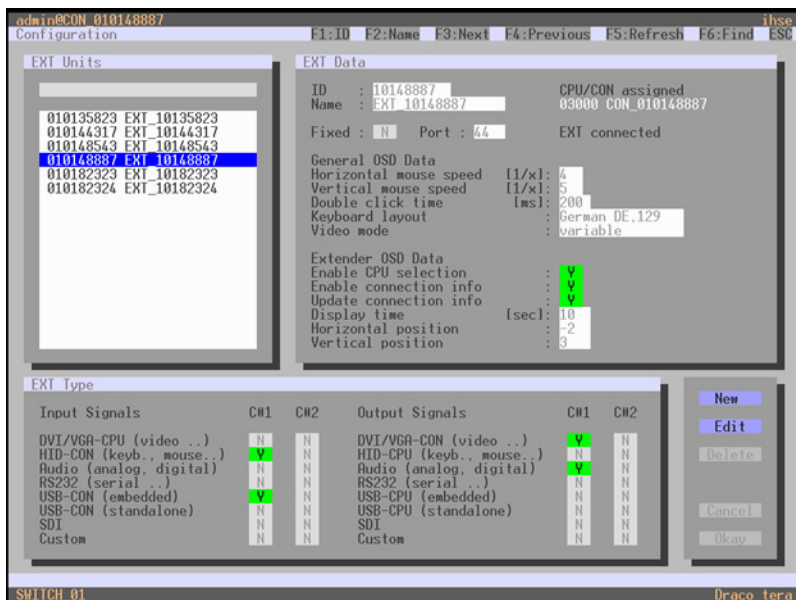 admin@CON_010148887 ihse
Configuration F1:ID F2:Name F3:Next F4:Previous F5:Refresh F6:Find ESC
EXT Units
010135823 EXT_10135823
010144317 EXT_10144317
010148543 EXT_10148543
010148887 EXT_10148887
010182323 EXT_10182323
010182324 EXT_10182324
EXT Data
ID : 10148887 CPU/CON assigned
Name : EXT_10148887 03000 CON_010148887
Fixed : N Port : 44 EXT connected
General OSD Data
Horizontal mouse speed [1/x]: 4
Vertical mouse speed [1/x]: 5
Double click time [ms]: 200
Keyboard layout : German DE,129
Video mode : variable
Extender OSD Data
Enable CPU selection : Y
Enable connection info : Y
Update connection info : Y
Display time [sec]: 10
Horizontal position : -2
Vertical position : 3
EXT Type
Input Signals C#1 C#2 Output Signals C#1 C#2
DVI/VGA-CPU (video ..) N N DVI/VGA-CON (video ..) Y N
HID-CON (keyb., mouse..) Y N HID-CPU (keyb., mouse..) N N
Audio (analog, digital) N N Audio (analog, digital) Y N
RS232 (serial ..) N N RS232 (serial ..) N N
USB-CON (embedded) Y N USB-CPU (embedded) N N
USB-CON (standalone) N N USB-CPU (standalone) N N
SDI N N SDI N N
Custom N N Custom N N
New
Edit
Delete
Cancel
Okay
SWITCH_01 Draco tera